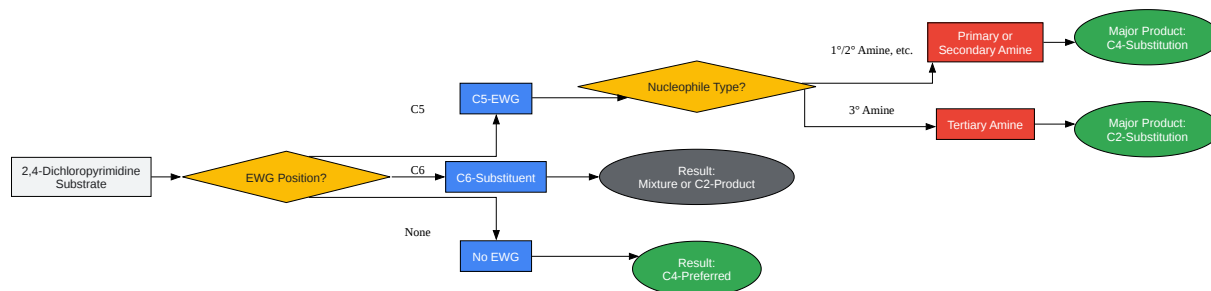 2,4-Dichloropyrimidine
Substrate
EWG Position?
C5
C5-EWG
Nucleophile Type?
1°/2° Amine, etc.
Primary or
Secondary Amine
Major Product:
C4-Substitution
3° Amine
Tertiary Amine
Major Product:
C2-Substitution
C6
C6-Substituent
Result:
Mixture or C2-Product
None
No EWG
Result:
C4-Preferred